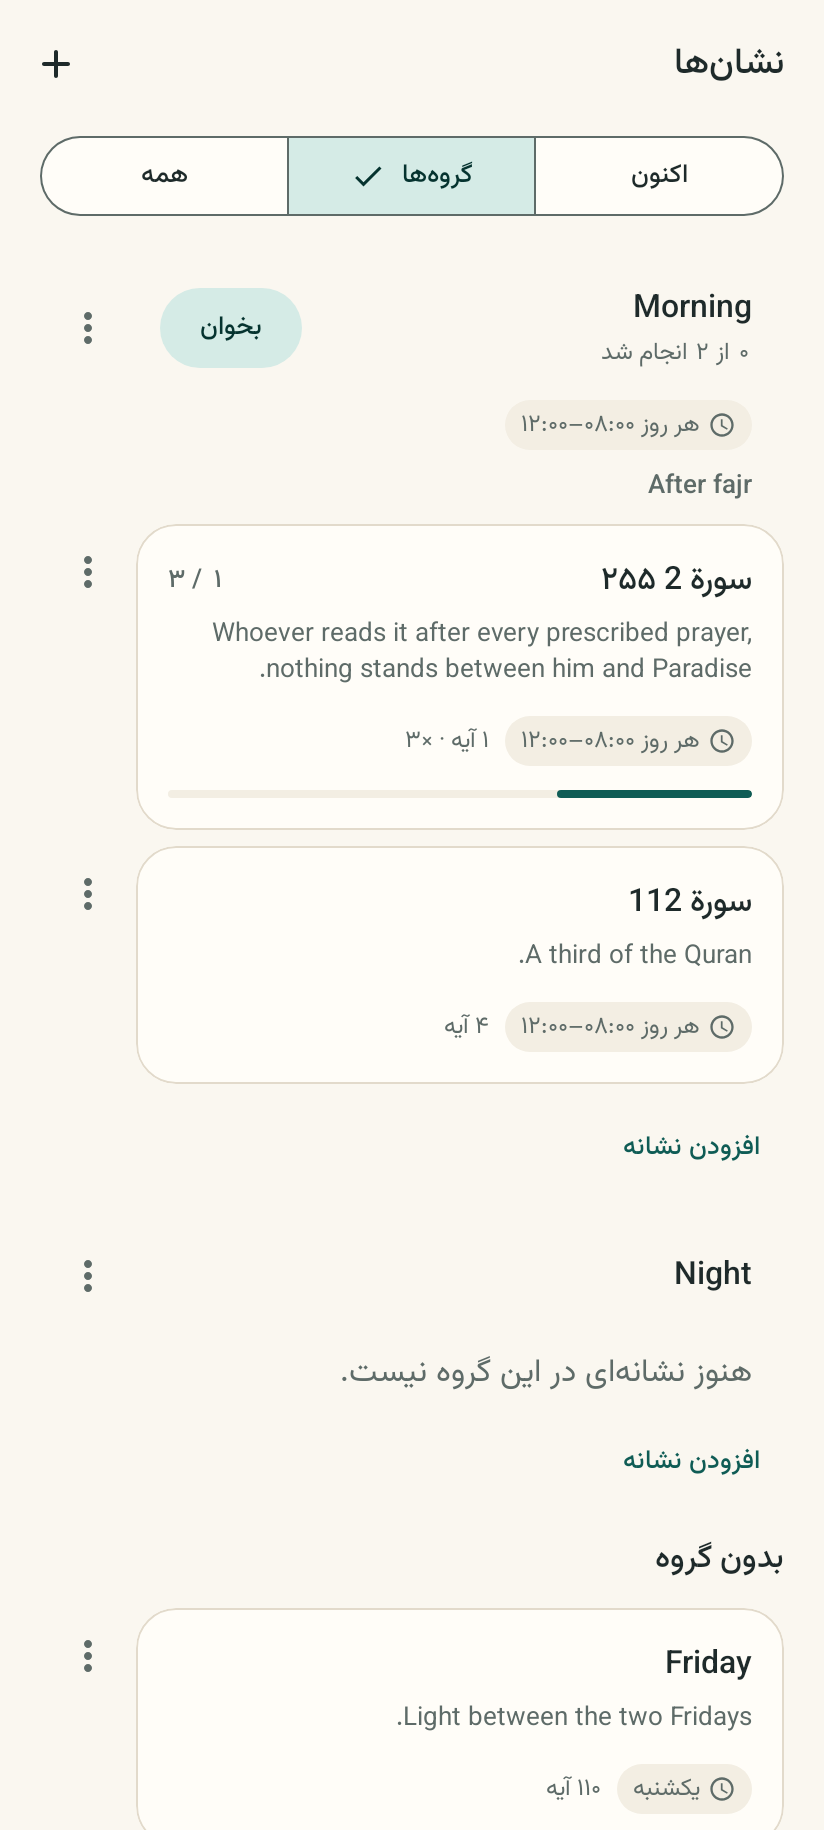 نشان‌ها
اکنون
گروه‌ها
همه
Morning
بخوان
۰ از ۲ انجام شد
هر روز ۰۸:۰۰–۱۲:۰۰
After fajr
سورة 2 ۲۵۵
۱ / ۳
Whoever reads it after every prescribed prayer,
nothing stands between him and Paradise.
هر روز ۰۸:۰۰–۱۲:۰۰
۱ آیه · ×۳
سورة 112
A third of the Quran.
هر روز ۰۸:۰۰–۱۲:۰۰
۴ آیه
افزودن نشانه
Night
هنوز نشانه‌ای در این گروه نیست.
افزودن نشانه
بدون گروه
Friday
Light between the two Fridays.
یکشنبه
۱۱۰ آیه